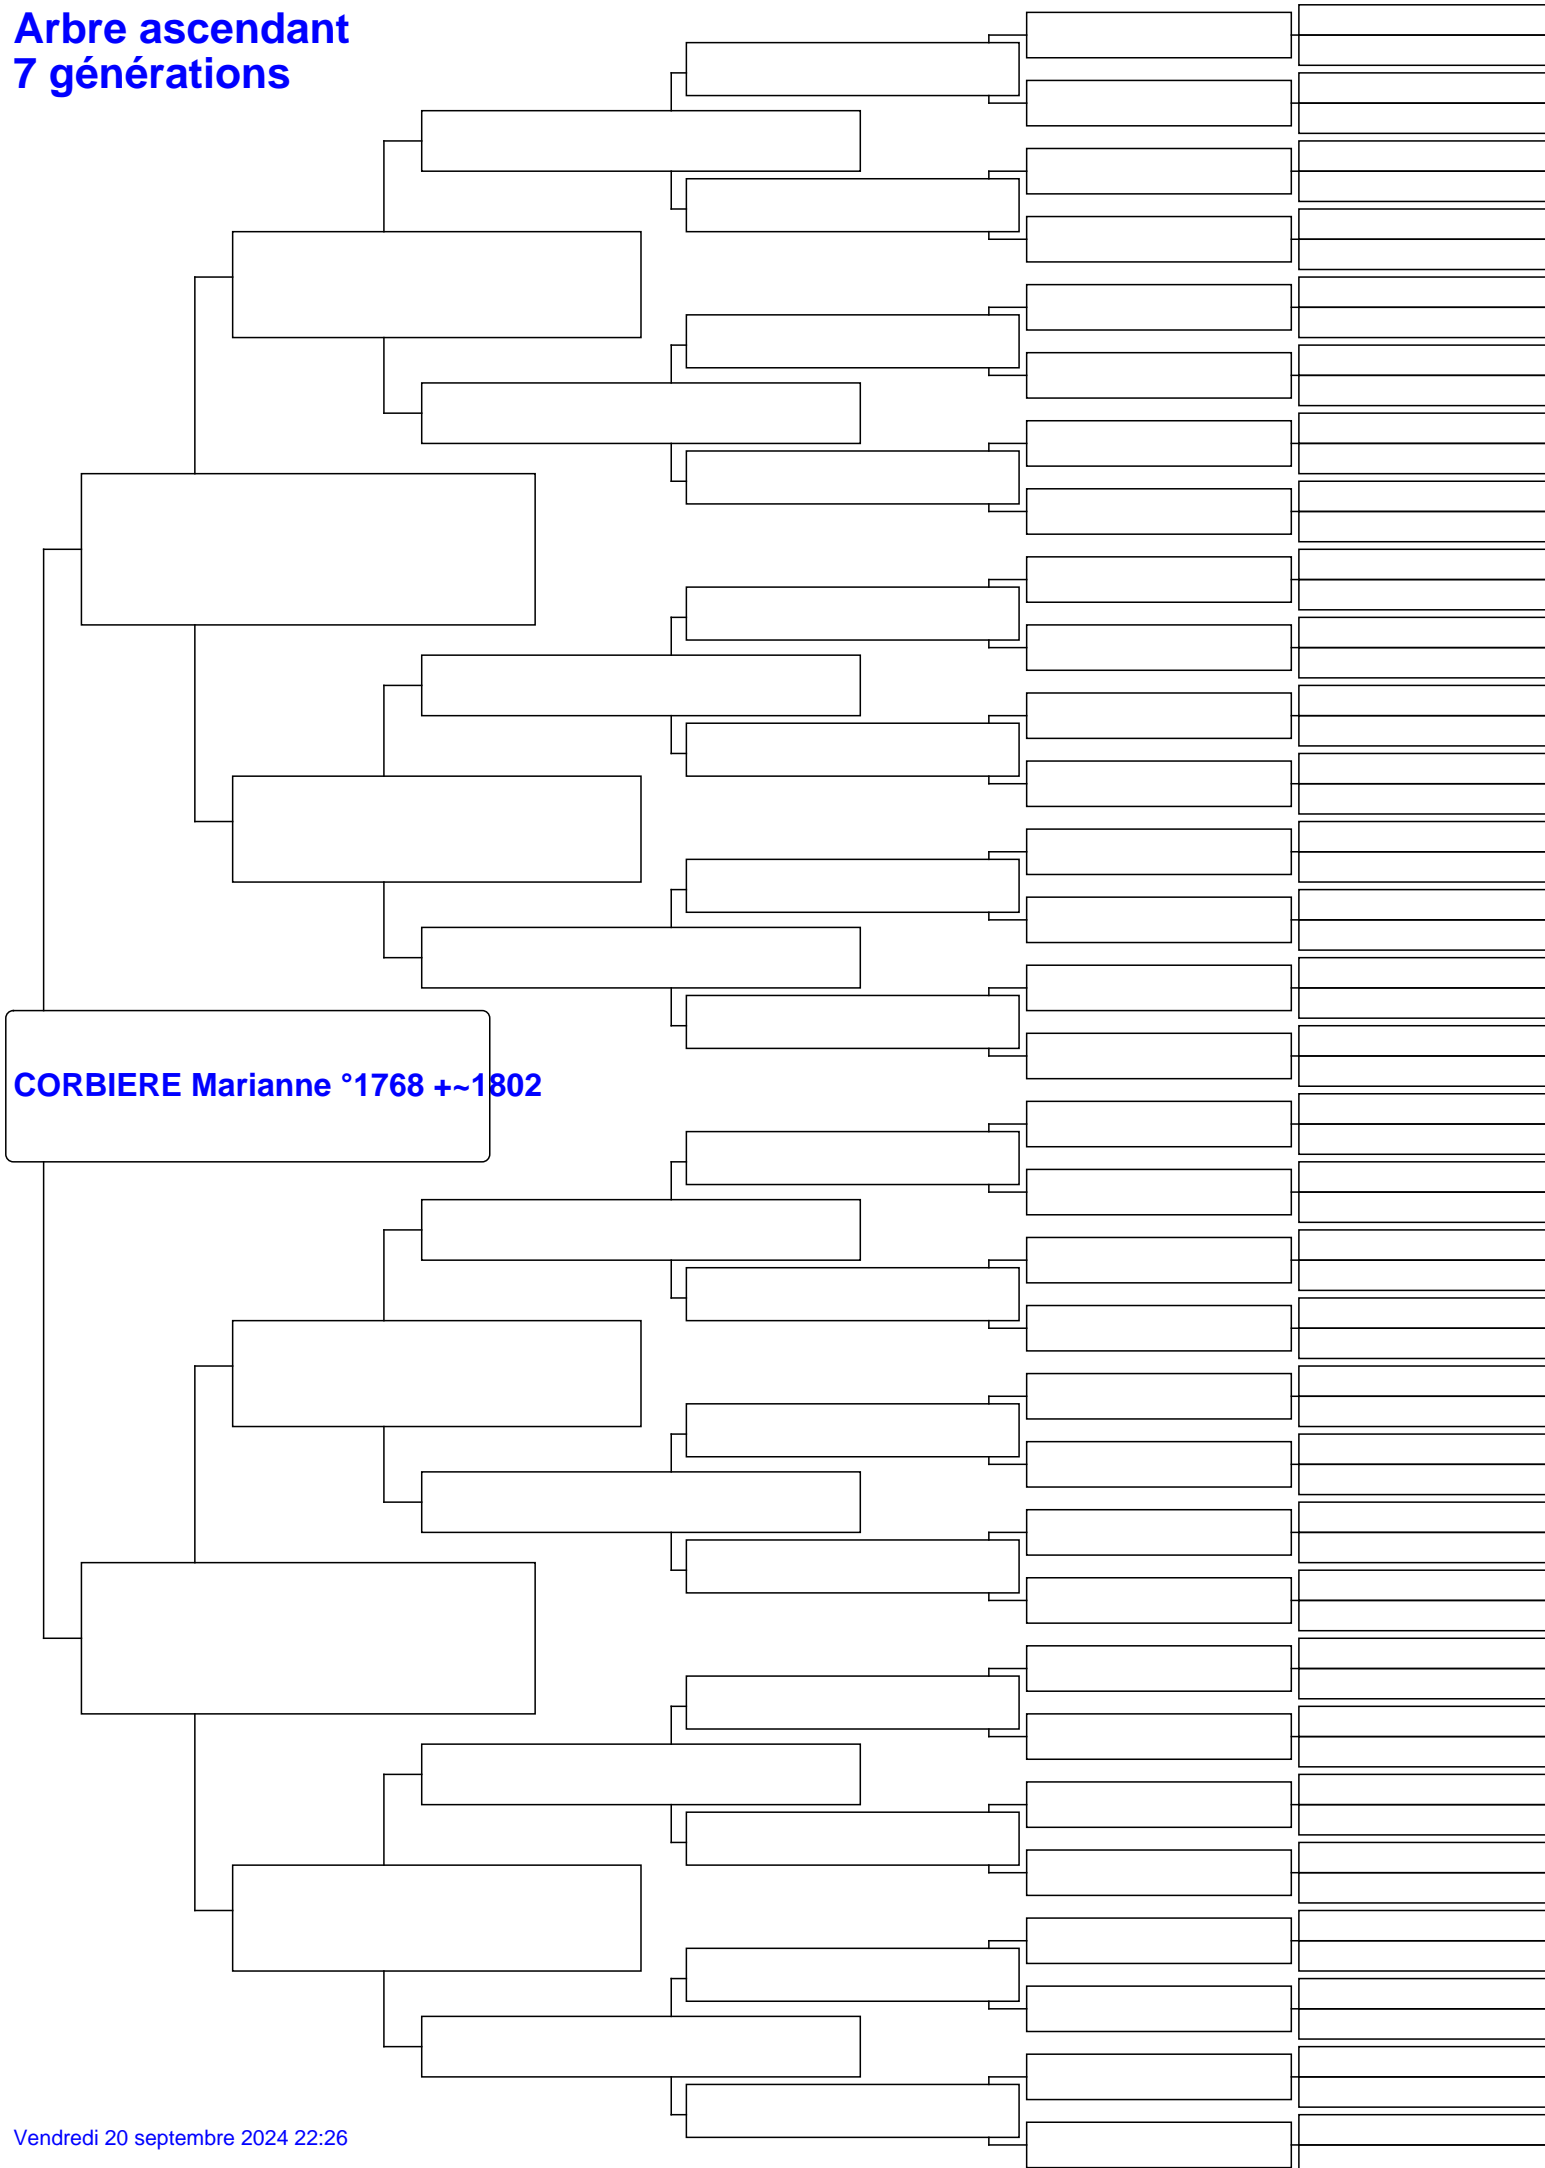 Arbre ascendant
7 générations
CORBIERE Marianne °1768 +~1802
Vendredi 20 septembre 2024 22:26